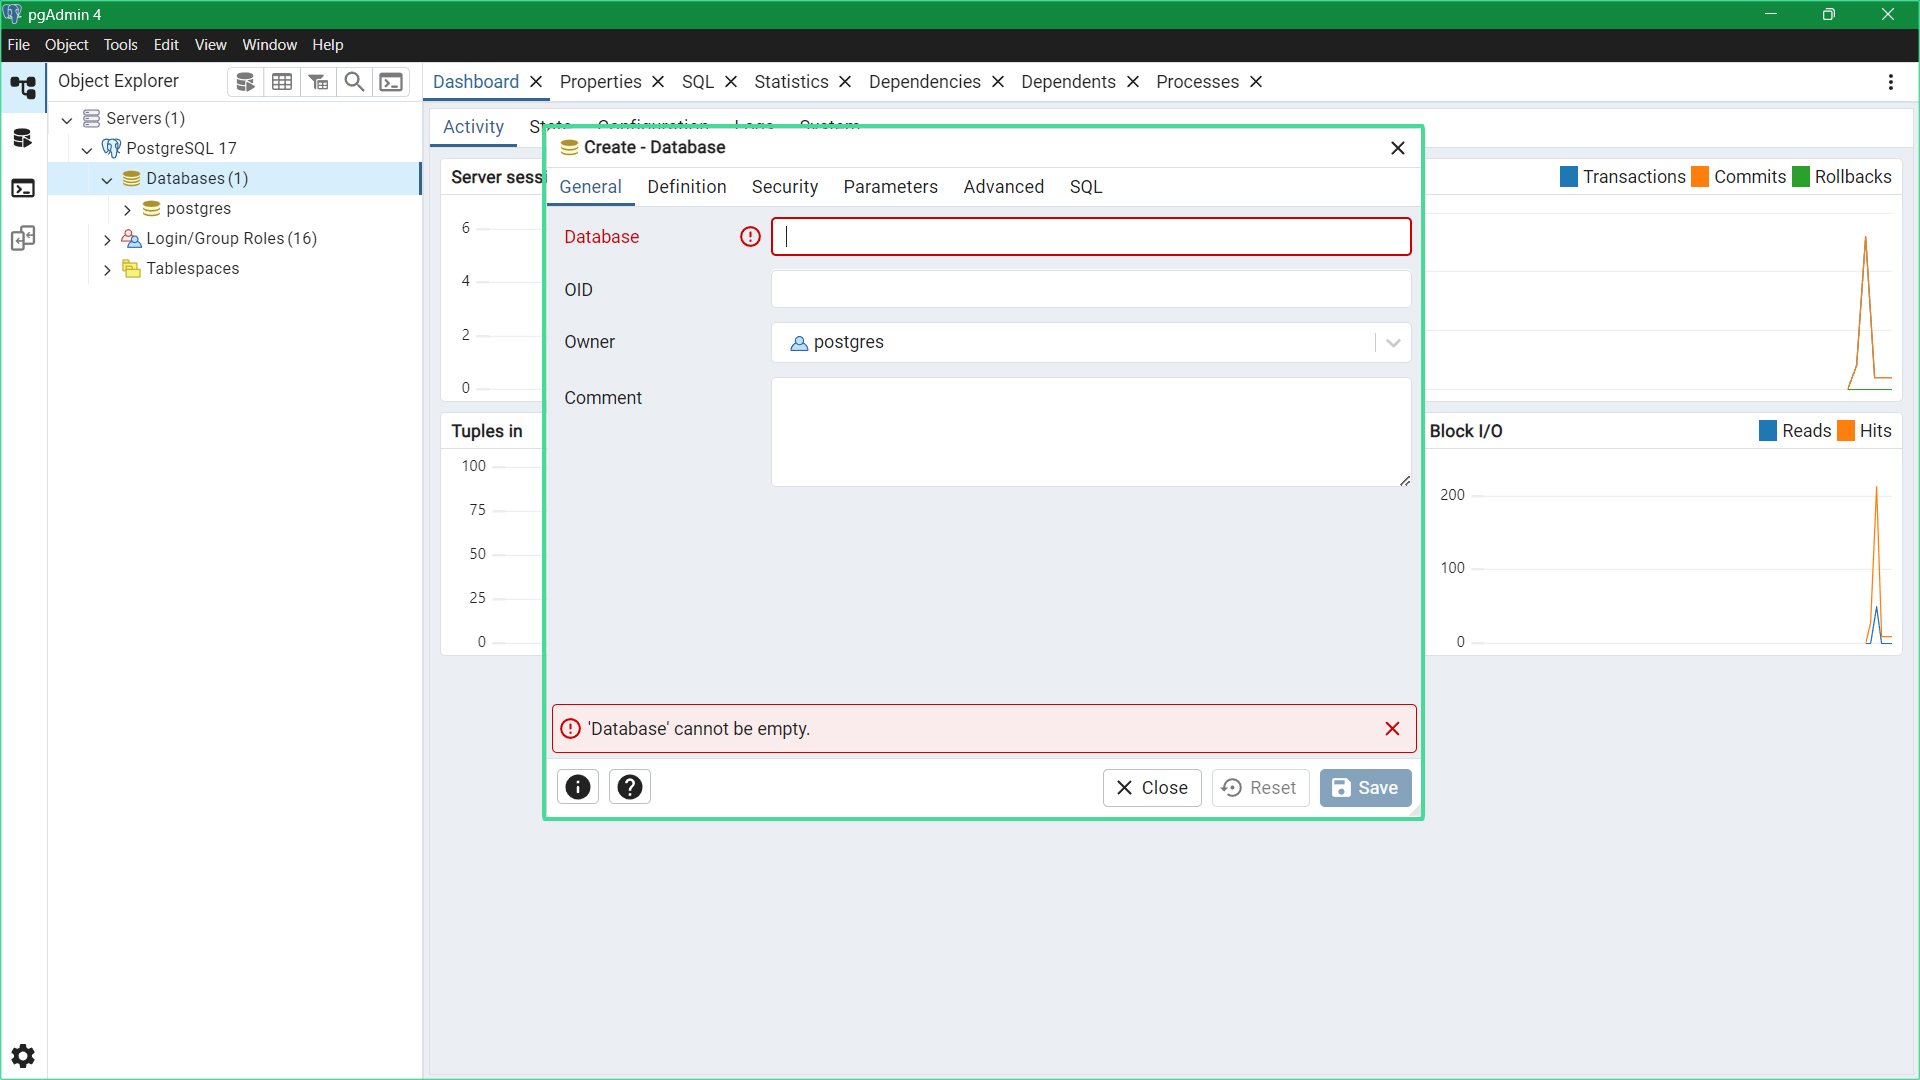 pgAdmin 4
File Object Tools Edit View Window Help
Object Explorer
Servers (1)
PostgreSQL 17
Databases (1)
postgres
Login/Group Roles (16)
Tablespaces
Dashboard Properties SQL Statistics Dependencies Dependents Processes
Activity State Configuration Logs System
Server sessi
6
4
2
0
Transactions Commits Rollbacks
Tuples in
100
75
50
25
0
Block I/O
Reads Hits
200
100
0
Create - Database
General Definition Security Parameters Advanced SQL
Database
OID
Owner postgres
Comment
'Database' cannot be empty.
Close Reset Save